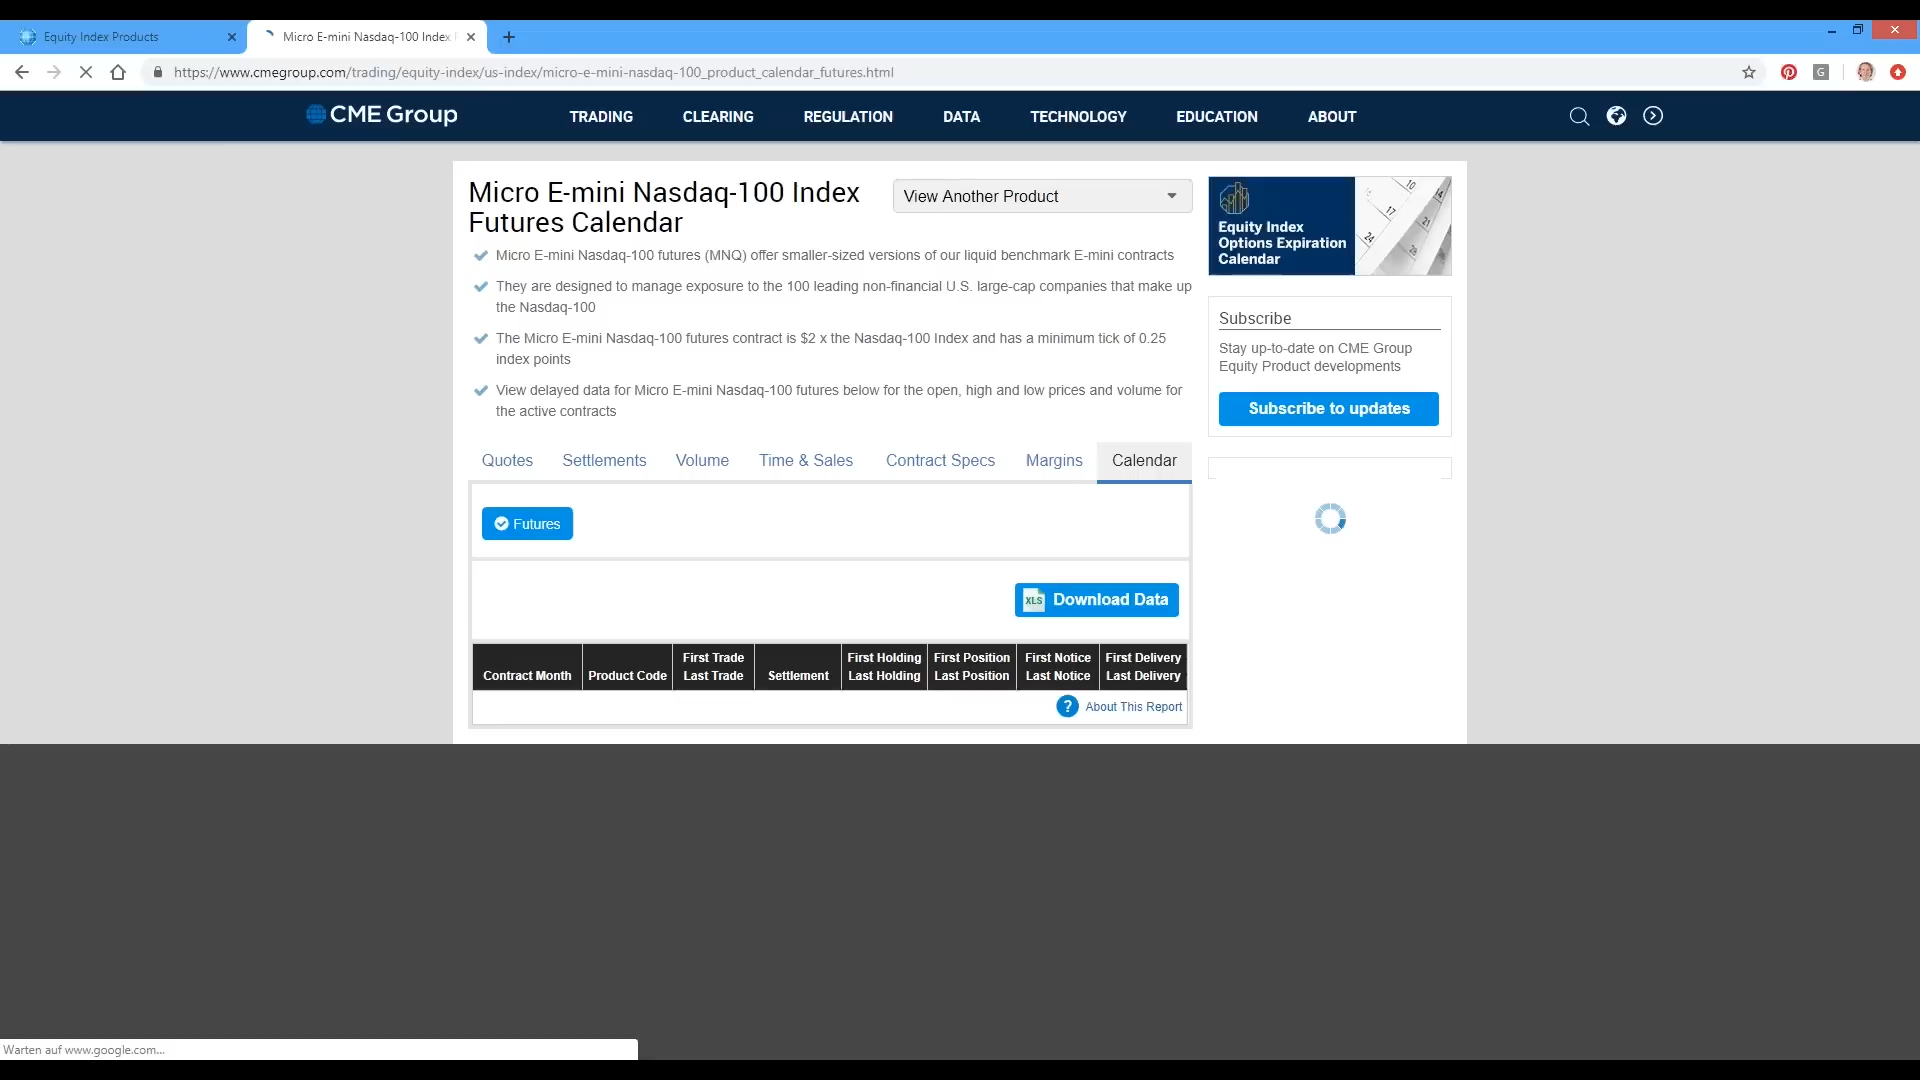 Equity Index Products
Micro E-mini Nasdaq-100 Index
https://www.cmegroup.com/trading/equity-index/us-index/micro-e-mini-nasdaq-100_product_calendar_futures.html
G
CME Group
TRADING
CLEARING
REGULATION
DATA
TECHNOLOGY
EDUCATION
ABOUT
Micro E-mini Nasdaq-100 Index
Futures Calendar
View Another Product
Micro E-mini Nasdaq-100 futures (MNQ) offer smaller-sized versions of our liquid benchmark E-mini contracts
They are designed to manage exposure to the 100 leading non-financial U.S. large-cap companies that make up
the Nasdaq-100
The Micro E-mini Nasdaq-100 futures contract is $2 x the Nasdaq-100 Index and has a minimum tick of 0.25
index points
View delayed data for Micro E-mini Nasdaq-100 futures below for the open, high and low prices and volume for
the active contracts
Equity Index
Options Expiration
Calendar
10
14
17
21
24
Subscribe
Stay up-to-date on CME Group
Equity Product developments
Subscribe to updates
Quotes
Settlements
Volume
Time & Sales
Contract Specs
Margins
Calendar
Futures
XLS Download Data
Contract Month
Product Code
First Trade
Last Trade
Settlement
First Holding
Last Holding
First Position
Last Position
First Notice
Last Notice
First Delivery
Last Delivery
? About This Report
Warten auf www.google.com...